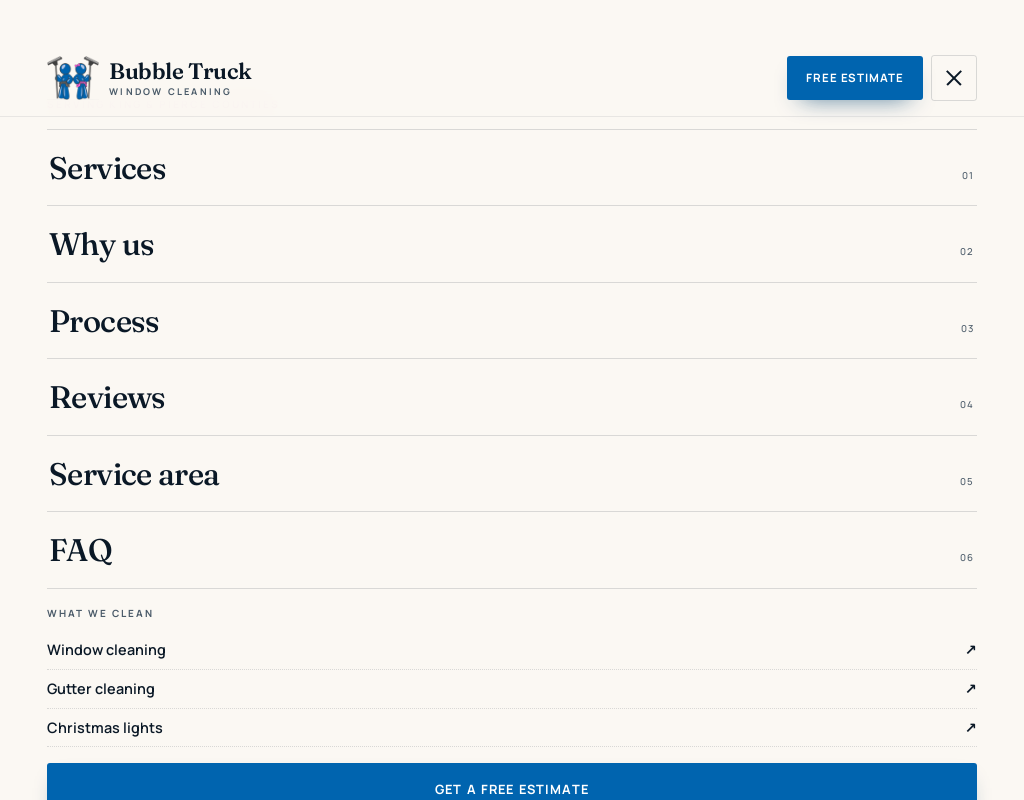 Bubble Truck
WINDOW CLEANING
FREE ESTIMATE
Services 01
Why us 02
Process 03
Reviews 04
Service area 05
FAQ 06
WHAT WE CLEAN
Window cleaning ↗
Gutter cleaning ↗
Christmas lights ↗
GET A FREE ESTIMATE